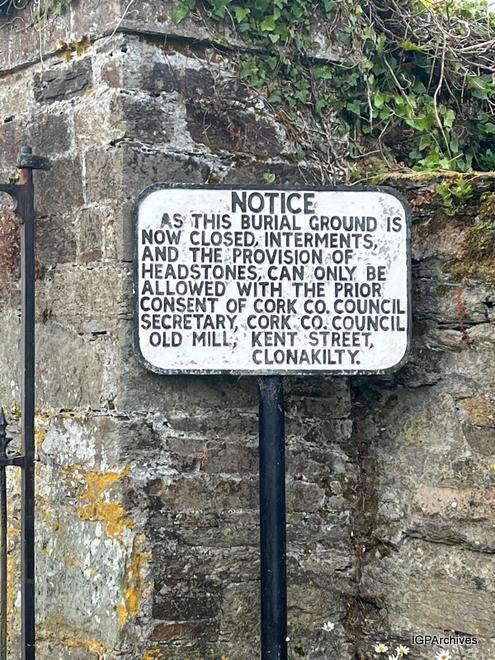 NOTICE
AS THIS BURIAL GROUND IS
NOW CLOSED, INTERMENTS,
AND THE PROVISION OF
HEADSTONES, CAN ONLY BE
ALLOWED WITH THE PRIOR
CONSENT OF CORK CO. COUNCIL
SECRETARY, CORK CO. COUNCIL
OLD MILL, KENT STREET,
CLONAKILTY.
IGPArchives